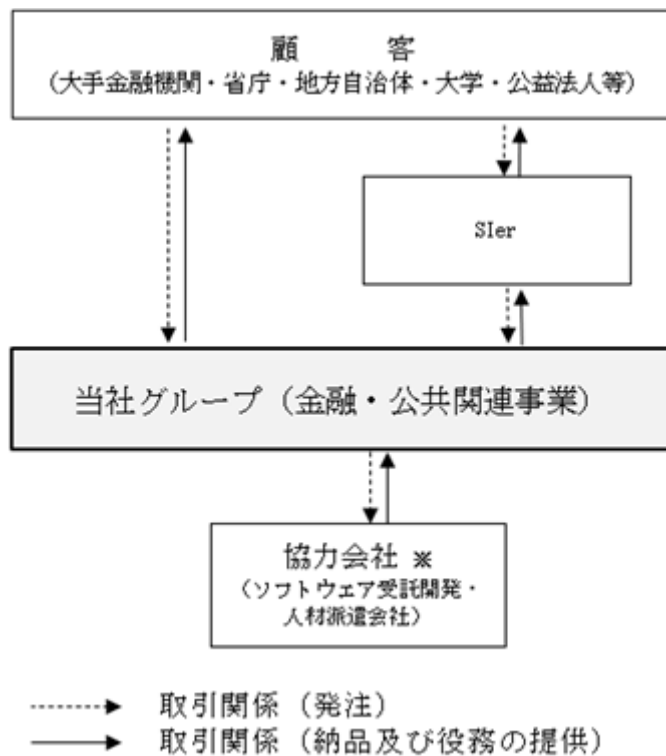 顧　　客
（大手金融機関・省庁・地方自治体・大学・公益法人等）
SIer
当社グループ（金融・公共関連事業）
協力会社 ※
（ソフトウェア受託開発・
人材派遣会社）
取引関係（発注）
取引関係（納品及び役務の提供）